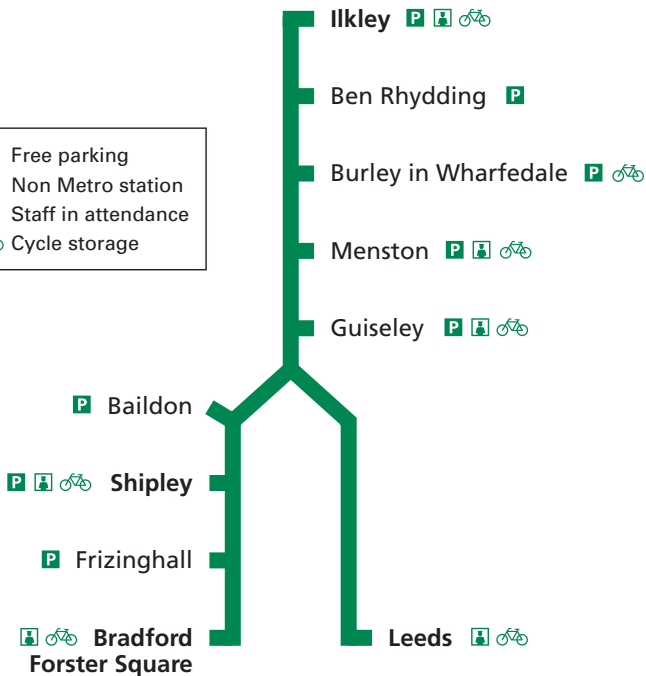 Ilkley P
Ben Rhydding P
Free parking
Non Metro station
Staff in attendance
Cycle storage
Burley in Wharfedale P
Menston P
Guiseley P
P Baildon
P Shipley
P Frizinghall
Bradford
Forster Square
Leeds